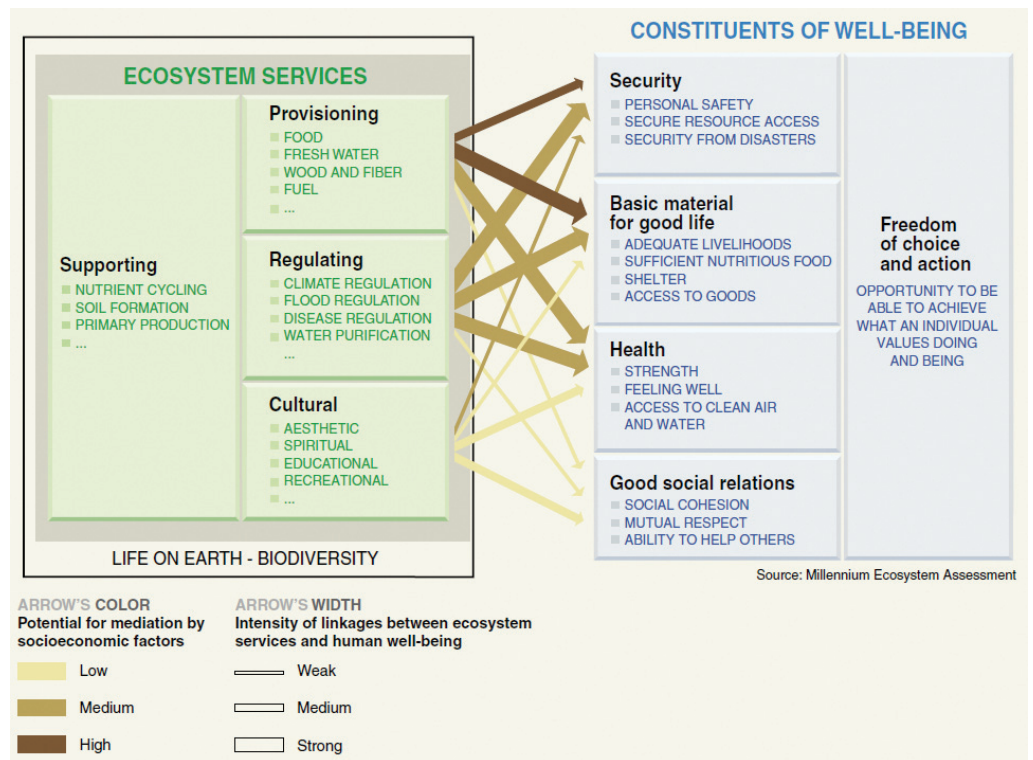 CONSTITUENTS OF WELL-BEING
ECOSYSTEM SERVICES
Supporting
NUTRIENT CYCLING
SOIL FORMATION
PRIMARY PRODUCTION
...
Provisioning
FOOD
FRESH WATER
WOOD AND FIBER
FUEL
...
Regulating
CLIMATE REGULATION
FLOOD REGULATION
DISEASE REGULATION
WATER PURIFICATION
...
Cultural
AESTHETIC
SPIRITUAL
EDUCATIONAL
RECREATIONAL
...
LIFE ON EARTH - BIODIVERSITY
Security
PERSONAL SAFETY
SECURE RESOURCE ACCESS
SECURITY FROM DISASTERS
Basic material
for good life
ADEQUATE LIVELIHOODS
SUFFICIENT NUTRITIOUS FOOD
SHELTER
ACCESS TO GOODS
Health
STRENGTH
FEELING WELL
ACCESS TO CLEAN AIR
AND WATER
Good social relations
SOCIAL COHESION
MUTUAL RESPECT
ABILITY TO HELP OTHERS
Freedom
of choice
and action
OPPORTUNITY TO BE
ABLE TO ACHIEVE
WHAT AN INDIVIDUAL
VALUES DOING
AND BEING
Source: Millennium Ecosystem Assessment
ARROW'S COLOR
Potential for mediation by
socioeconomic factors
Low
Medium
High
ARROW'S WIDTH
Intensity of linkages between ecosystem
services and human well-being
Weak
Medium
Strong